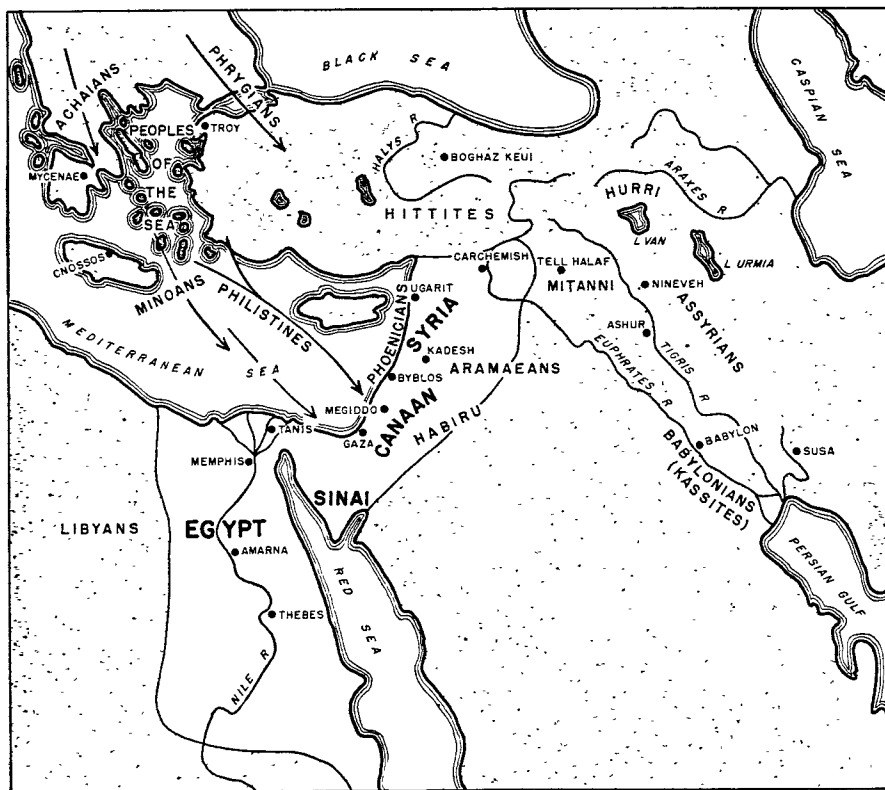 BLACK SEA
CASPIAN SEA
ACHAIANS
PHRYGIANS
PEOPLES
OF
THE
SEA
TROY
MYCENAE
HALYS R
BOGHAZ KEUI
HURRI
ARAXES R
HITTITES
L VAN
L URMIA
CNOSSOS
CARCHEMISH
TELL HALAF
MITANNI
NINEVEH
MINOANS
PHILISTINES
UGARIT
PHOENICIANS
SYRIA
ASSYRIANS
ASHUR
MEDITERRANEAN SEA
KADESH
EUPHRATES R
TIGRIS R
BYBLOS
ARAMAEANS
MEGIDDO
CANAAN
HABIRU
TANIS
GAZA
BABYLON
SUSA
MEMPHIS
BABYLONIANS
(KASSITES)
SINAI
LIBYANS
EGYPT
AMARNA
PERSIAN GULF
RED SEA
THEBES
NILE R